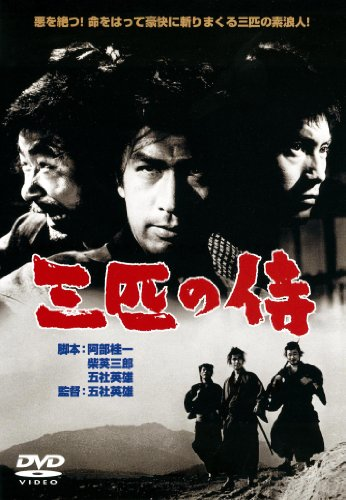 悪を絶つ! 命をはって豪快に斬りまくる三匹の素浪人!
三匹の侍
脚本:阿部桂一
柴英三郎
五社英雄
監督:五社英雄
DVD
VIDEO